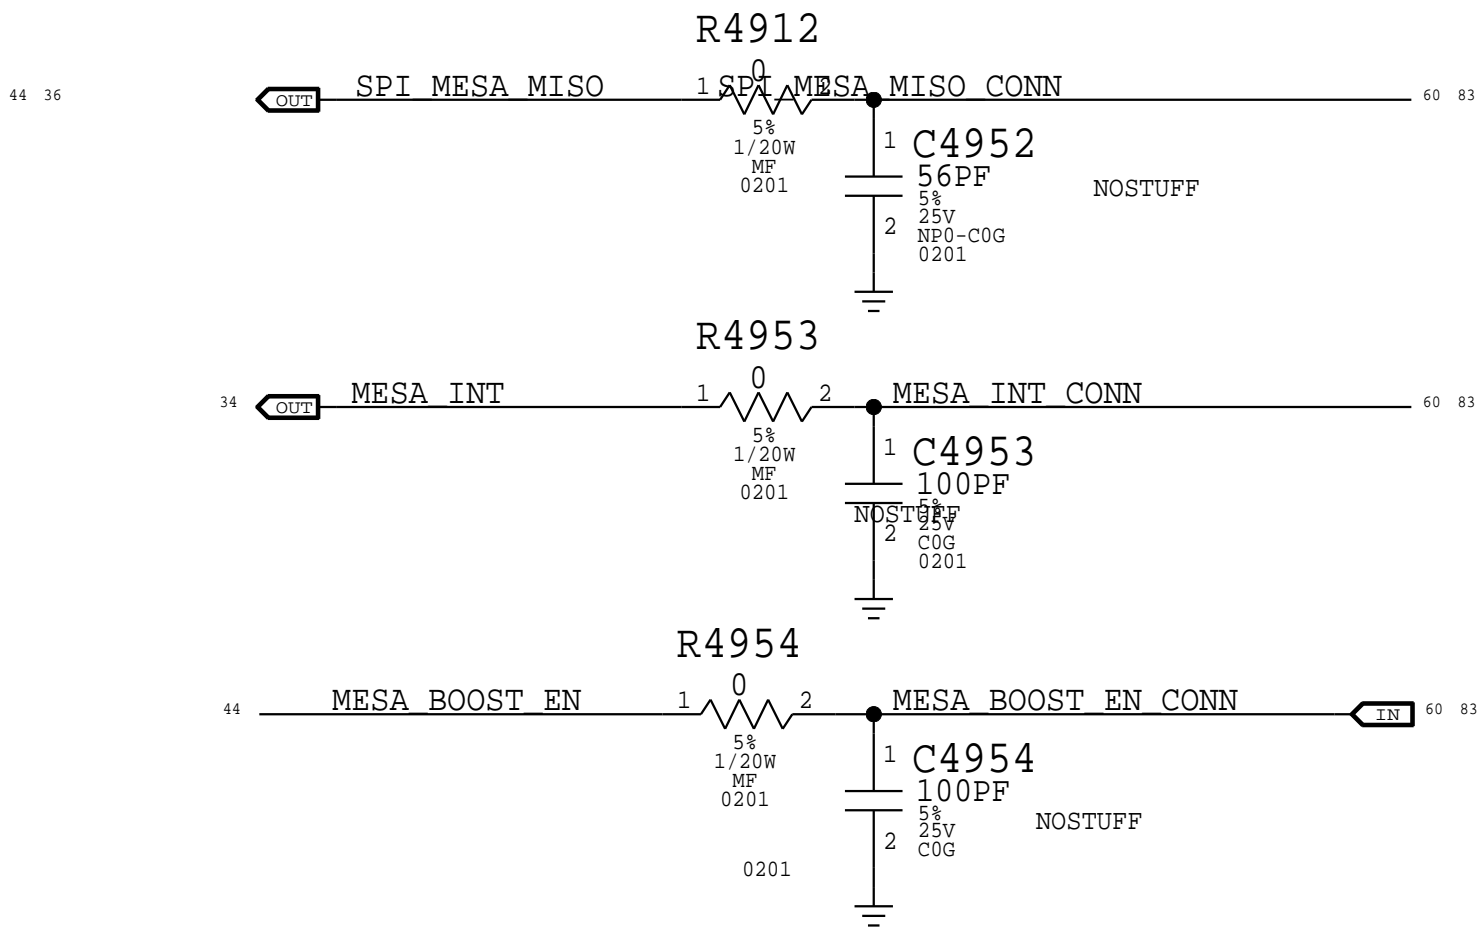 R4912
0
44 36
OUT
SPI_MESA_MISO
1
2
SPI_MESA_MISO_CONN
60 83
5%
1/20W
MF
0201
1
C4952
56PF
5%
25V
NP0-C0G
0201
2
NOSTUFF
R4953
0
34
OUT
MESA_INT
1
2
MESA_INT_CONN
60 83
5%
1/20W
MF
0201
1
C4953
100PF
5%
NOSTUFF
25V
C0G
0201
2
R4954
0
44
MESA_BOOST_EN
1
2
MESA_BOOST_EN_CONN
IN
60 83
5%
1/20W
MF
0201
1
C4954
100PF
5%
25V
C0G
2
NOSTUFF
0201